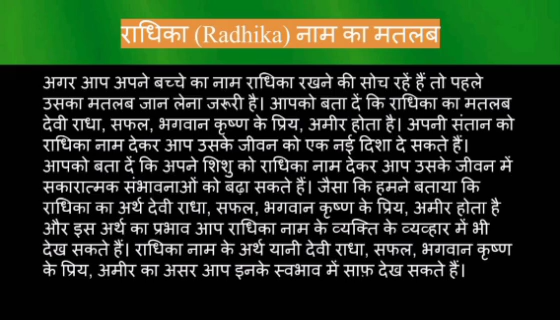 राधिका (Radhika) नाम का मतलब
अगर आप अपने बच्चे का नाम राधिका रखने की सोच रहें हैं तो पहले
उसका मतलब जान लेना जरूरी है। आपको बता दें कि राधिका का मतलब
देवी राधा, सफल, भगवान कृष्ण के प्रिय, अमीर होता है। अपनी संतान को
राधिका नाम देकर आप उसके जीवन को एक नई दिशा दे सकते हैं।
आपको बता दें कि अपने शिशु को राधिका नाम देकर आप उसके जीवन में
सकारात्मक संभावनाओं को बढ़ा सकते हैं। जैसा कि हमने बताया कि
राधिका का अर्थ देवी राधा, सफल, भगवान कृष्ण के प्रिय, अमीर होता है
और इस अर्थ का प्रभाव आप राधिका नाम के व्यक्ति के व्यव्हार में भी
देख सकते हैं। राधिका नाम के अर्थ यानी देवी राधा, सफल, भगवान कृष्ण
के प्रिय, अमीर का असर आप इनके स्वभाव में साफ़ देख सकते हैं।